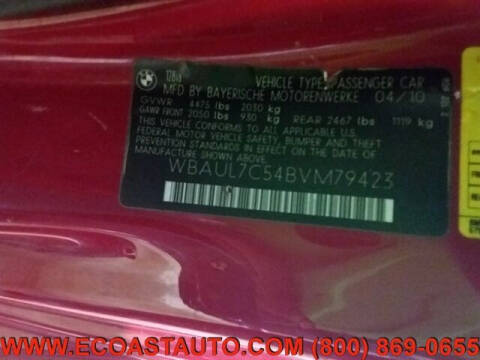 BMW
128i
VEHICLE TYPE: PASSENGER CAR
MFD BY BAYERISCHE MOTORENWERKE 04/10
GVWR 4475 lbs 2030 kg
GAWR FRONT 2050 lbs 930 kg REAR 2467 lbs 1119 kg
THIS VEHICLE CONFORMS TO ALL APPLICABLE
U.S. FEDERAL MOTOR VEHICLE SAFETY, BUMPER, AND THEFT
PREVENTION STANDARDS IN EFFECT ON THE DATE
OF MANUFACTURE SHOWN ABOVE.
WBAUL7C54BVM79423
WWW.ECOASTAUTO.COM (800) 869-0655